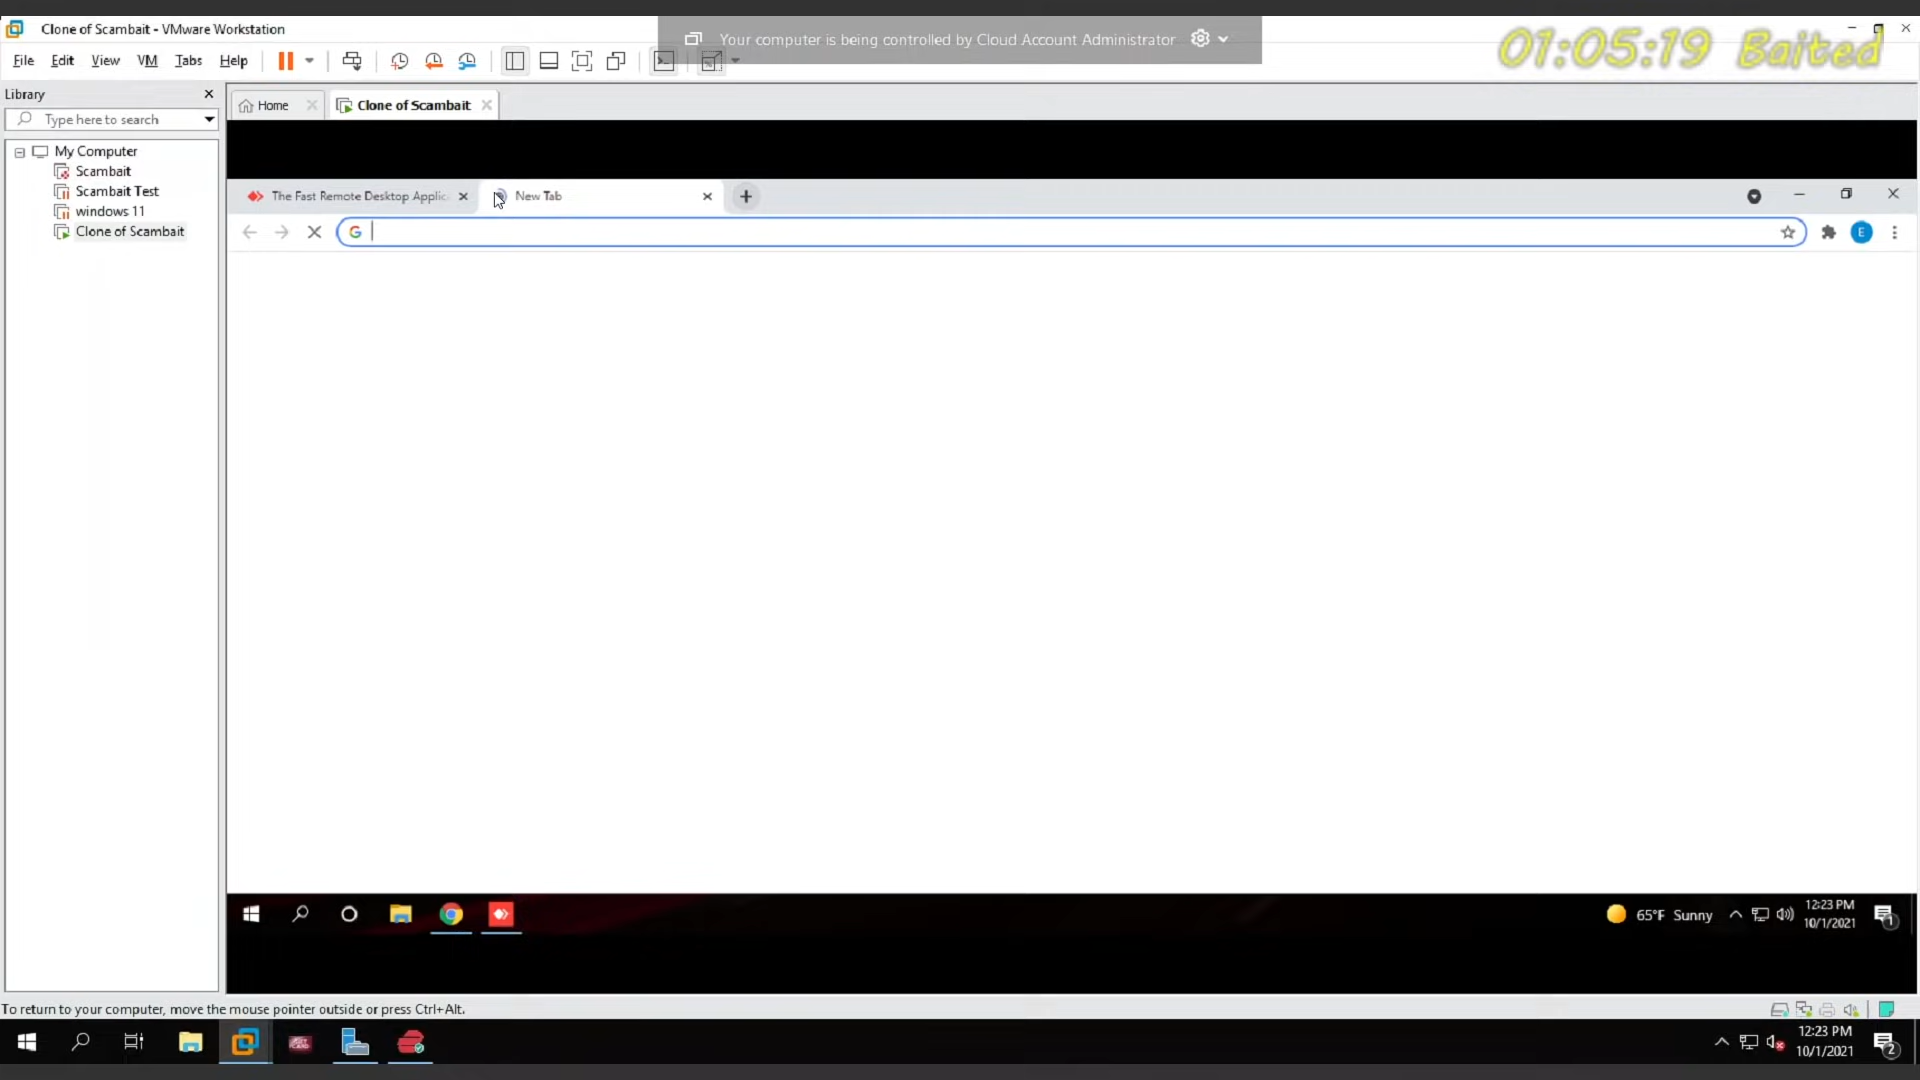 Clone of Scambait - VMware Workstation
Your computer is being controlled by Cloud Account Administrator
01:05:19 Baited
File Edit View VM Tabs Help
Library
Home
Clone of Scambait
Type here to search
My Computer
Scambait
Scambait Test
windows 11
Clone of Scambait
The Fast Remote Desktop Applic
New Tab
G
E
65°F Sunny
12:23 PM
10/1/2021
1
To return to your computer, move the mouse pointer outside or press Ctrl+Alt.
12:23 PM
10/1/2021
2